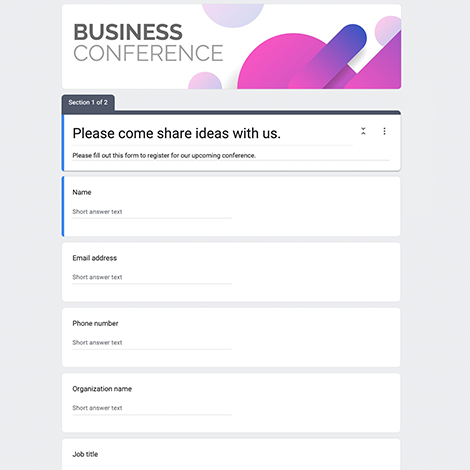 BUSINESS
CONFERENCE
Section 1 of 2
Please come share ideas with us.
Please fill out this form to register for our upcoming conference.
Name
Short answer text
Email address
Short answer text
Phone number
Short answer text
Organization name
Short answer text
Job title